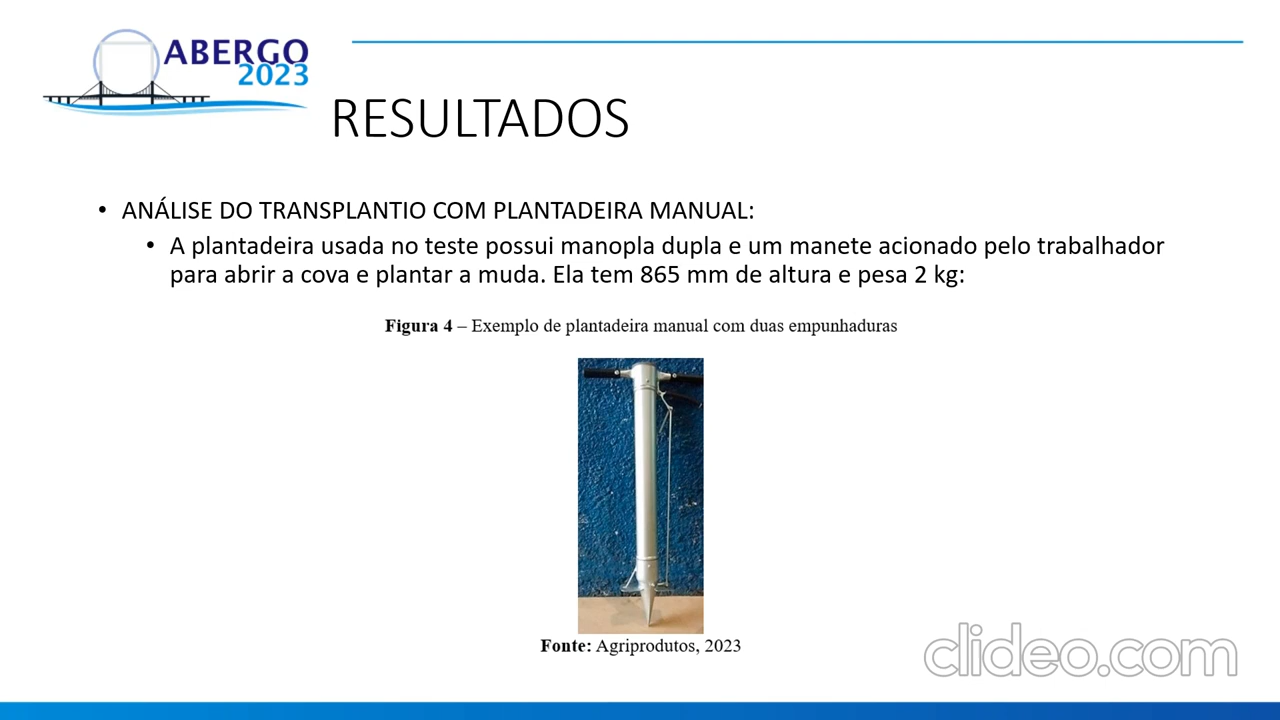 ABERGO
2023
RESULTADOS
• ANÁLISE DO TRANSPLANTIO COM PLANTADEIRA MANUAL:
• A plantadeira usada no teste possui manopla dupla e um manete acionado pelo trabalhador
para abrir a cova e plantar a muda. Ela tem 865 mm de altura e pesa 2 kg:
Figura 4 – Exemplo de plantadeira manual com duas empunhaduras
Fonte: Agriprodutos, 2023
clideo.com